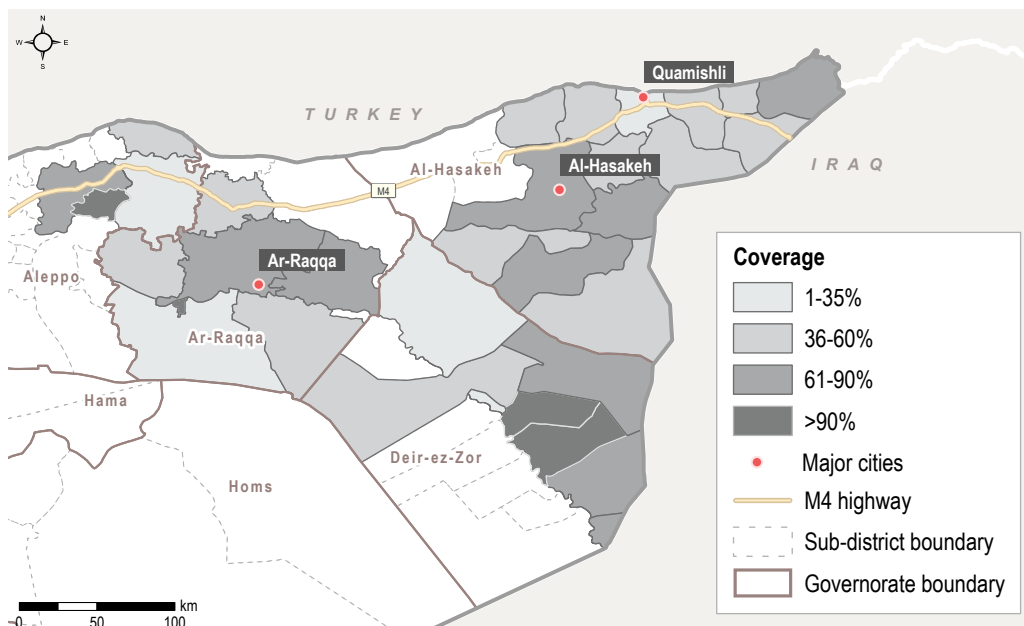 N
W E
S
TURKEY
Quamishli
Al-Hasakeh
Al-Hasakeh
IRAQ
M4
Ar-Raqqa
Aleppo
Ar-Raqqa
Hama
Deir-ez-Zor
Homs
Coverage
1-35%
36-60%
61-90%
>90%
Major cities
M4 highway
Sub-district boundary
Governorate boundary
km
0 50 100